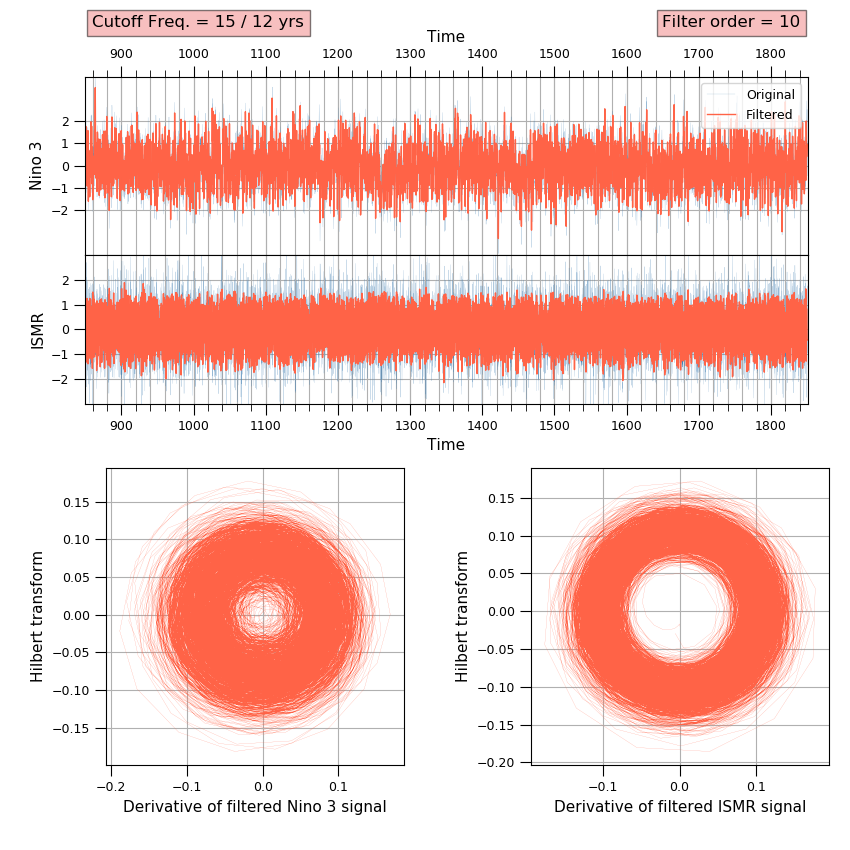 Cutoff Freq. = 15 / 12 yrs
Filter order = 10
Time
900 1000 1100 1200 1300 1400 1500 1600 1700 1800
Original
Filtered
Nino 3
2
1
0
−1
−2
ISMR
2
1
0
−1
−2
900 1000 1100 1200 1300 1400 1500 1600 1700 1800
Time
Hilbert transform
0.15
0.10
0.05
0.00
−0.05
−0.10
−0.15
−0.2 −0.1 0.0 0.1
Derivative of filtered Nino 3 signal
Hilbert transform
0.15
0.10
0.05
0.00
−0.05
−0.10
−0.15
−0.20
−0.1 0.0 0.1
Derivative of filtered ISMR signal